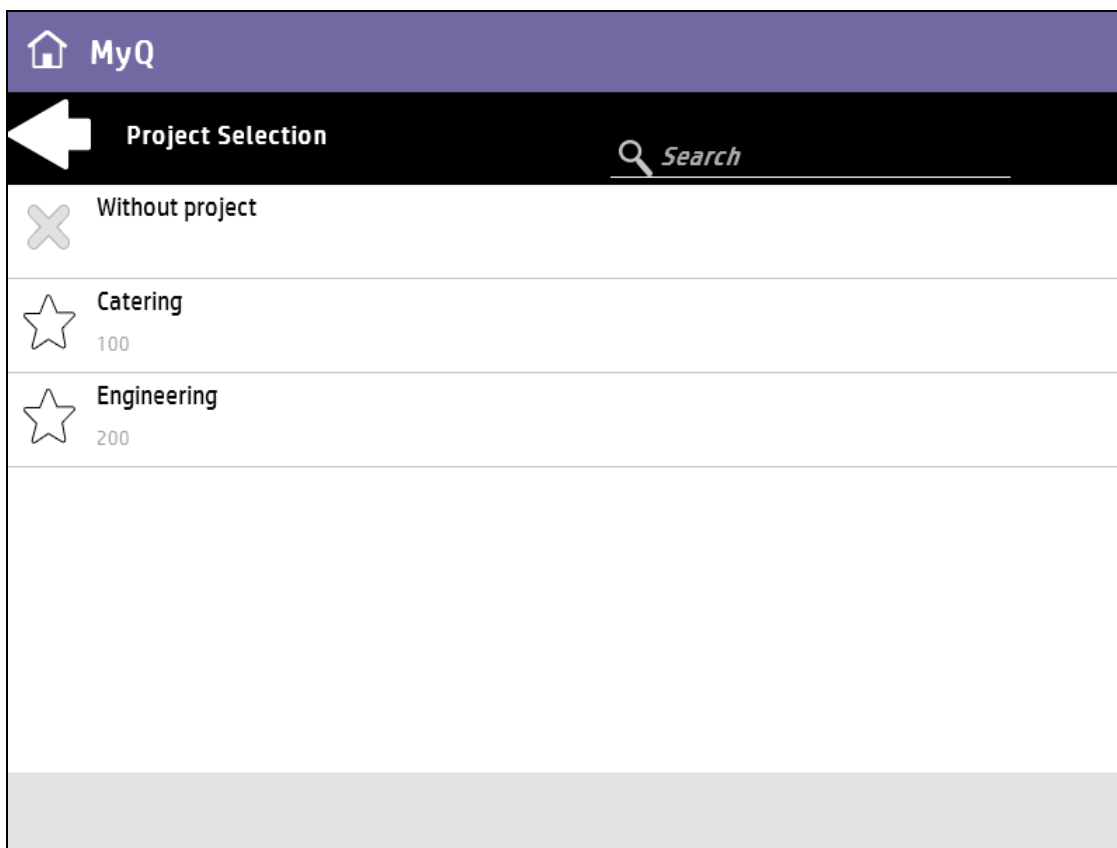 MyQ
Project Selection
Search
Without project
Catering
100
Engineering
200